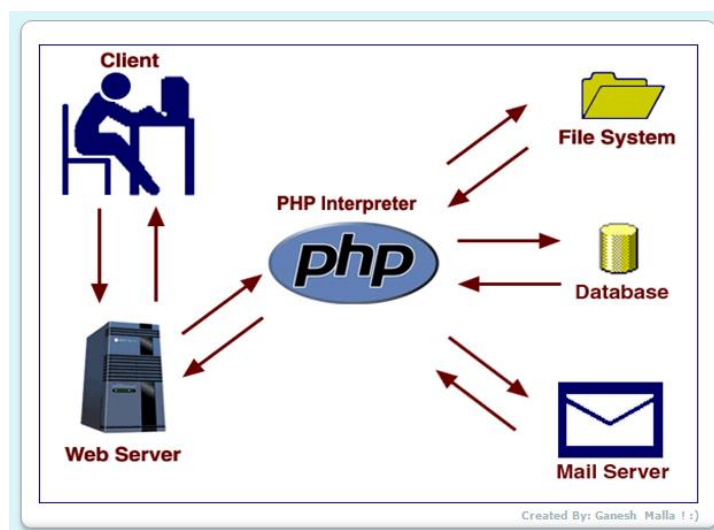 Client
File System
PHP Interpreter
php
Database
Web Server
Mail Server
Created By: Ganesh Malla ! :)